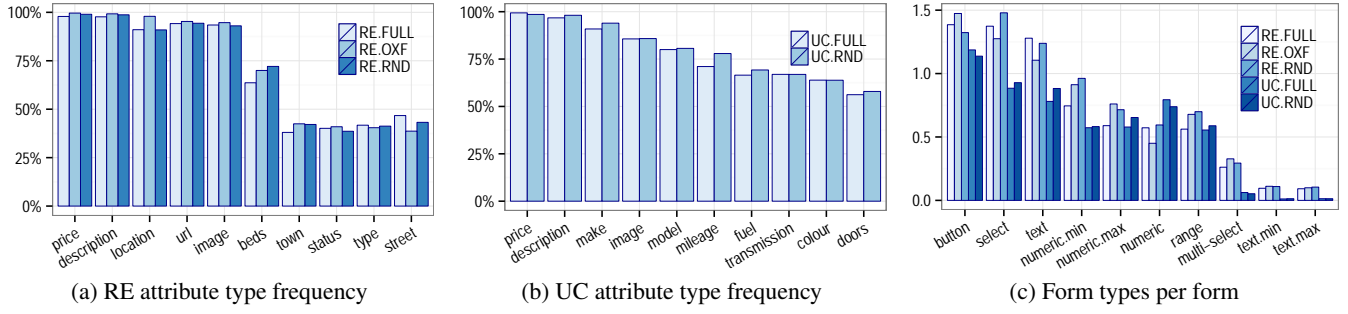 100%
75%
50%
25%
0%
RE.FULL
RE.OXF
RE.RND
price
description
location
url
image
beds
town
status
type
street
(a) RE attribute type frequency
100%
75%
50%
25%
0%
UC.FULL
UC.RND
price
description
make
image
model
mileage
fuel
transmission
colour
doors
(b) UC attribute type frequency
1.5
1.0
0.5
0.0
RE.FULL
RE.OXF
RE.RND
UC.FULL
UC.RND
button
select
text
numeric.min
numeric.max
numeric
range
multi-select
text.min
text.max
(c) Form types per form